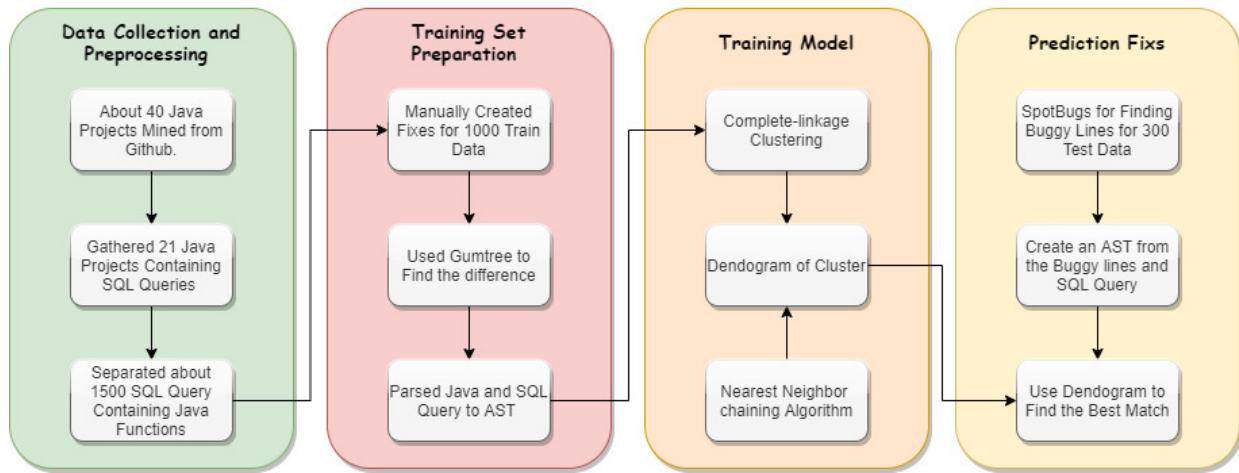 Data Collection and
Preprocessing
About 40 Java
Projects Mined from
Github.
Gathered 21 Java
Projects Containing
SQL Queries
Separated about
1500 SQL Query
Containing Java
Functions
Training Set
Preparation
Manually Created
Fixes for 1000 Train
Data
Used Gumtree to
Find the difference
Parsed Java and SQL
Query to AST
Training Model
Complete-linkage
Clustering
Dendogram of Cluster
Nearest Neighbor
chaining Algorithm
Prediction Fixs
SpotBugs for Finding
Buggy Lines for 300
Test Data
Create an AST from
the Buggy lines and
SQL Query
Use Dendogram to
Find the Best Match